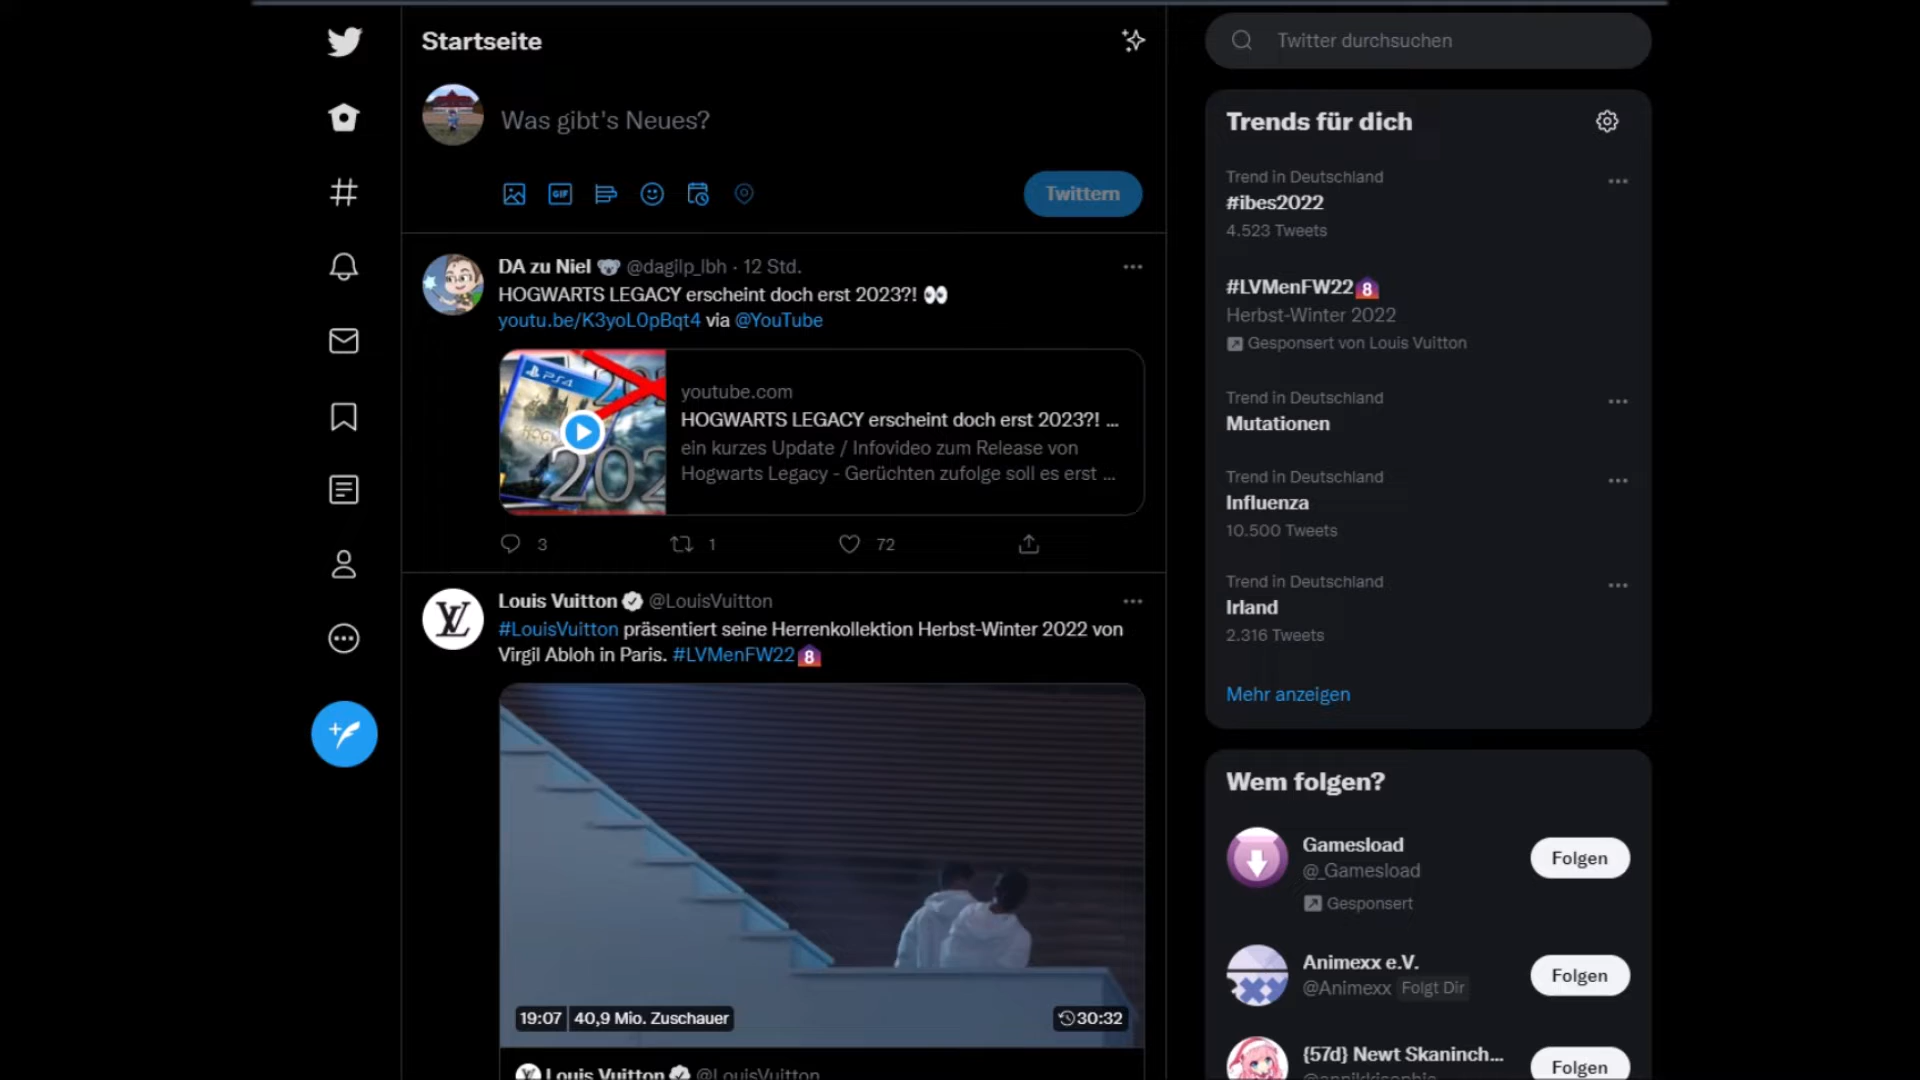 Startseite
Was gibt's Neues?
GIF
Twittern
DA zu Niel 🐨 @dagilp_lbh · 12 Std.
HOGWARTS LEGACY erscheint doch erst 2023?! 👀
youtu.be/K3yoL0pBqt4 via @YouTube
PS4
youtube.com
HOGWARTS LEGACY erscheint doch erst 2023?! ...
ein kurzes Update / Infovideo zum Release von
Hogwarts Legacy - Gerüchten zufolge soll es erst ...
3
1
72
Louis Vuitton @LouisVuitton
#LouisVuitton präsentiert seine Herrenkollektion Herbst-Winter 2022 von
Virgil Abloh in Paris. #LVMenFW22 8
19:07 40,9 Mio. Zuschauer
30:32
Louis Vuitton @LouisVuitton
Twitter durchsuchen
Trends für dich
Trend in Deutschland
#ibes2022
4.523 Tweets
#LVMenFW22 8
Herbst-Winter 2022
Gesponsert von Louis Vuitton
Trend in Deutschland
Mutationen
Trend in Deutschland
Influenza
10.500 Tweets
Trend in Deutschland
Irland
2.316 Tweets
Mehr anzeigen
Wem folgen?
Gamesload
@_Gamesload
Gesponsert
Folgen
Animexx e.V.
@Animexx Folgt Dir
Folgen
{57d} Newt Skaninch...
Folgen